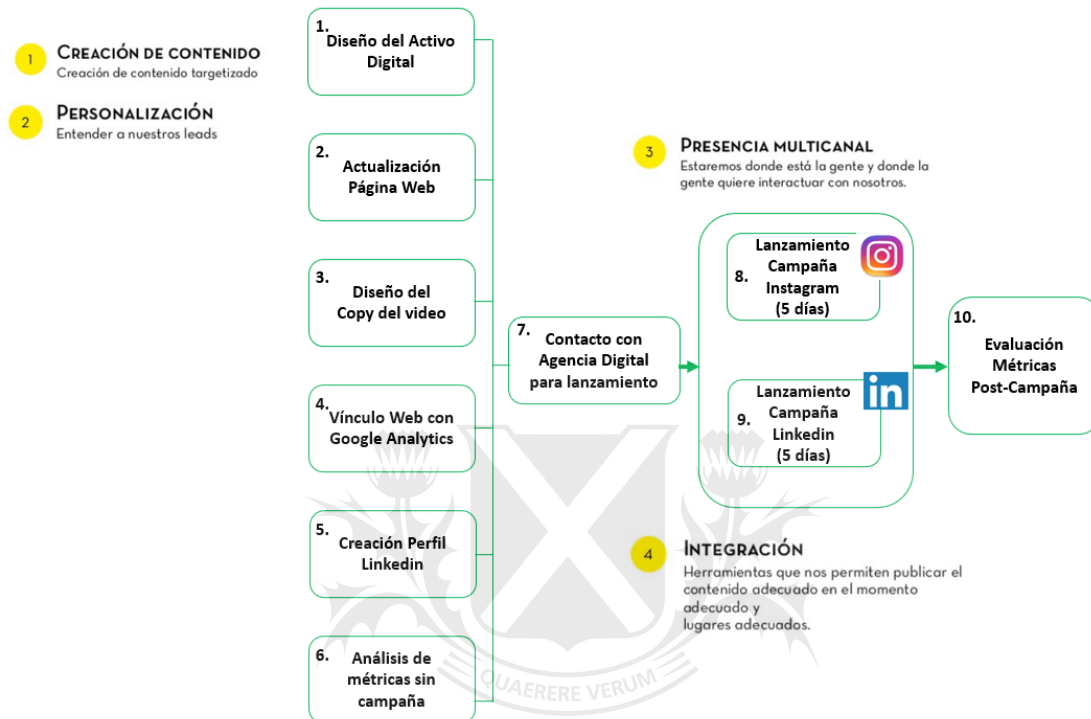 1
CREACIÓN DE CONTENIDO
Creación de contenido targetizado
2
PERSONALIZACIÓN
Entender a nuestros leads
1.
Diseño del Activo
Digital
2.
Actualización
Página Web
3.
Diseño del
Copy del video
4.
Vínculo Web con
Google Analytics
5.
Creación Perfil
Linkedin
6.
Análisis de
métricas sin
campaña
7.
Contacto con
Agencia Digital
para lanzamiento
3
PRESENCIA MULTICANAL
Estaremos donde está la gente y donde la
gente quiere interactuar con nosotros.
8.
Lanzamiento
Campaña
Instagram
(5 días)
9.
Lanzamiento
Campaña
Linkedin
(5 días)
in
10.
Evaluación
Métricas
Post-Campaña
4
INTEGRACIÓN
Herramientas que nos permiten publicar el
contenido adecuado en el momento
adecuado y
lugares adecuados.
QUAERERE VERUM